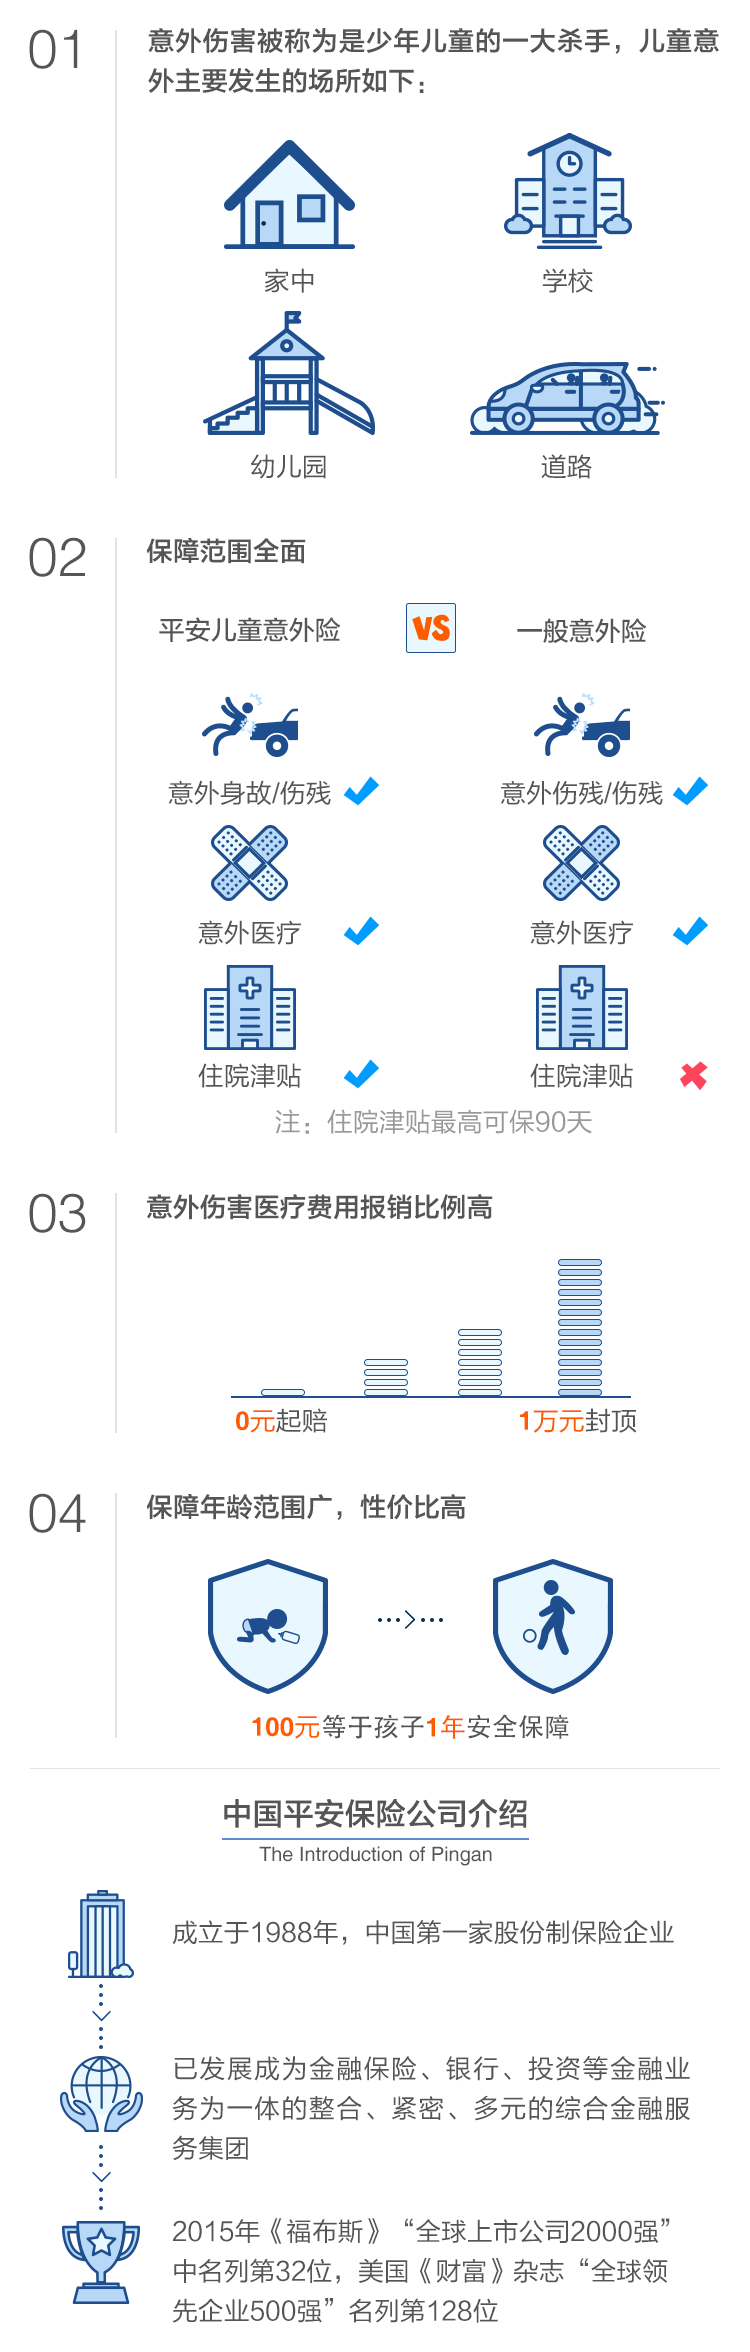 01
意外伤害被称为是少年儿童的一大杀手，儿童意
外主要发生的场所如下：
家中
学校
幼儿园
道路
02
保障范围全面
平安儿童意外险
VS
一般意外险
意外身故/伤残
意外伤残/伤残
意外医疗
意外医疗
住院津贴
住院津贴
注：住院津贴最高可保90天
03
意外伤害医疗费用报销比例高
0元起赔
1万元封顶
04
保障年龄范围广，性价比高
100元等于孩子1年安全保障
中国平安保险公司介绍
The Introduction of Pingan
成立于1988年，中国第一家股份制保险企业
已发展成为金融保险、银行、投资等金融业
务为一体的整合、紧密、多元的综合金融服
务集团
2015年《福布斯》“全球上市公司2000强”
中名列第32位，美国《财富》杂志“全球领
先企业500强”名列第128位